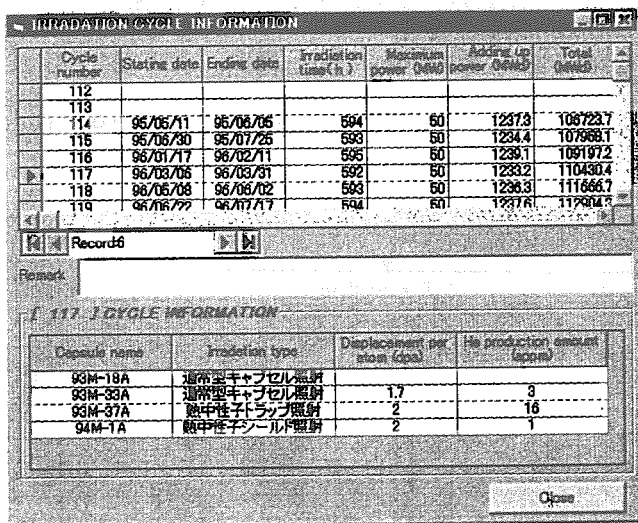 IRRADATION CYCLE INFORMATION
Cycle number Stating date Ending date Irradiation time(h) Maximum power (MW) Adding up power (MWd) Total (MWd)
112
113
114 95/05/11 95/06/05 594 50 1237.3 106723.7
115 95/06/30 95/07/25 593 50 1234.4 107958.1
116 96/01/17 96/02/11 595 50 1239.1 109197.2
117 96/03/06 96/03/31 592 50 1233.2 110430.4
118 96/05/08 96/06/02 593 50 1236.3 111666.7
119 96/06/22 96/07/17 594 50 1237.6 112904.3
Record:6
Remark
[ 117 ] CYCLE INFORMATION
Capsule name Irradetion type Displacement per atom (dpa) He production amount (appm)
93M-18A 通常型キャプセル照射
93M-33A 通常型キャプセル照射 1.7 3
93M-37A 熱中性子トラップ照射 2 16
94M-1A 熱中性子シールド照射 2 1
Close